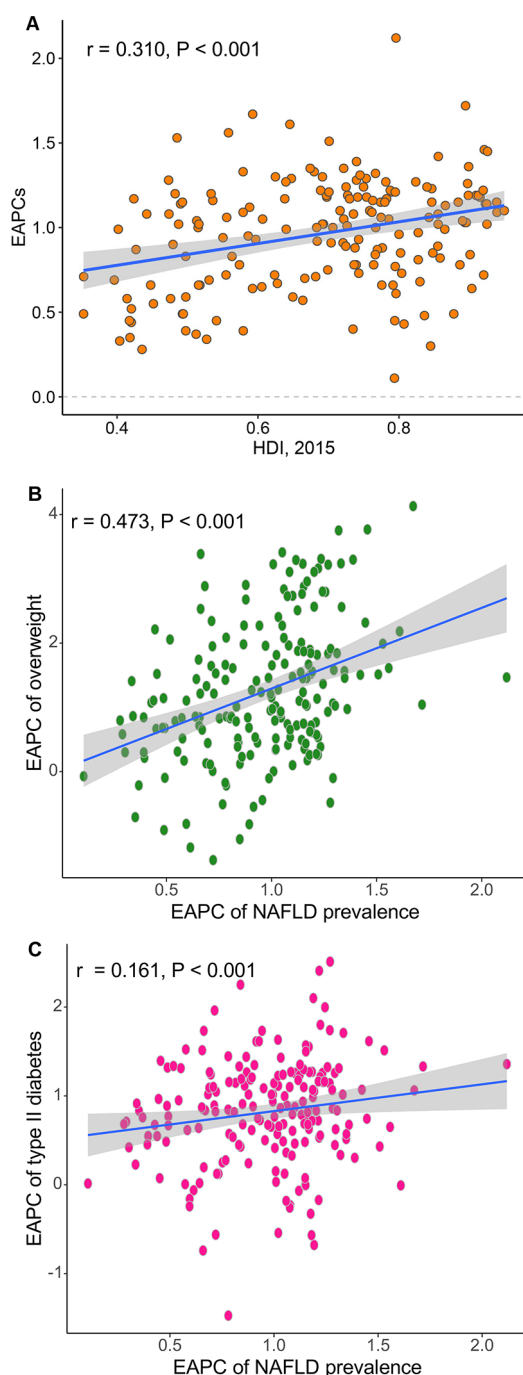 A
r = 0.310, P < 0.001
EAPCs
2.0
1.5
1.0
0.5
0.0
0.4 0.6 0.8
HDI, 2015
B
r = 0.473, P < 0.001
EAPC of overweight
4
2
0
0.5 1.0 1.5 2.0
EAPC of NAFLD prevalence
C
r = 0.161, P < 0.001
EAPC of type II diabetes
2
1
0
-1
0.5 1.0 1.5 2.0
EAPC of NAFLD prevalence